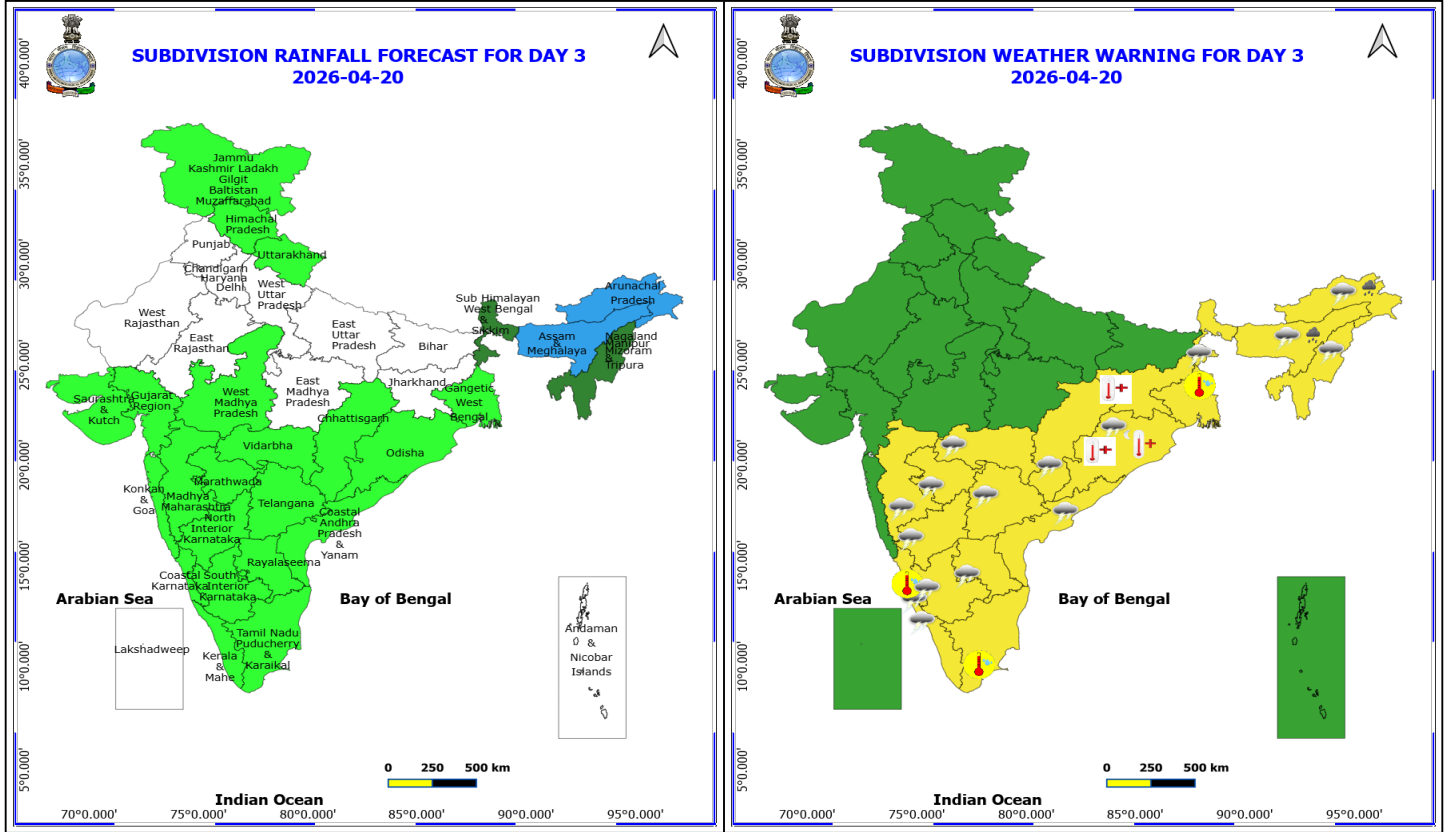 SUBDIVISION RAINFALL FORECAST FOR DAY 3
2026-04-20
40°0.000'
35°0.000'
30°0.000'
25°0.000'
20°0.000'
15°0.000'
10°0.000'
5°0.000'
Jammu
Kashmir Ladakh
Gilgit
Baltistan
Muzaffarabad
Himachal
Pradesh
Punjab
Uttarakhand
Chandigarh
Haryana
Delhi
West
Uttar
Pradesh
West
Rajasthan
East
Rajasthan
East
Uttar
Pradesh
Bihar
Sub Himalayan
West Bengal
&
Sikkim
Arunachal
Pradesh
Assam
&
Meghalaya
Nagaland
Manipur
Mizoram
&
Tripura
Saurashtra
&
Kutch
Gujarat
Region
West
Madhya
Pradesh
East
Madhya
Pradesh
Jharkhand
Gangetic
West
Bengal
Chhattisgarh
Vidarbha
Odisha
Konkan
&
Goa
Marathwada
Madhya
Maharashtra
Telangana
North
Interior
Karnataka
Coastal
Andhra
Pradesh
&
Yanam
Rayalaseema
Coastal
Karnataka
South
Interior
Karnataka
Tamil Nadu
Puducherry
&
Karaikal
Kerala
&
Mahe
Lakshadweep
Andaman
&
Nicobar
Islands
Arabian Sea
Bay of Bengal
Indian Ocean
0 250 500 km
70°0.000' 75°0.000' 80°0.000' 85°0.000' 90°0.000' 95°0.000'
SUBDIVISION WEATHER WARNING FOR DAY 3
2026-04-20
40°0.000'
35°0.000'
30°0.000'
25°0.000'
20°0.000'
15°0.000'
10°0.000'
5°0.000'
Arabian Sea
Bay of Bengal
Indian Ocean
0 250 500 km
70°0.000' 75°0.000' 80°0.000' 85°0.000' 90°0.000' 95°0.000'